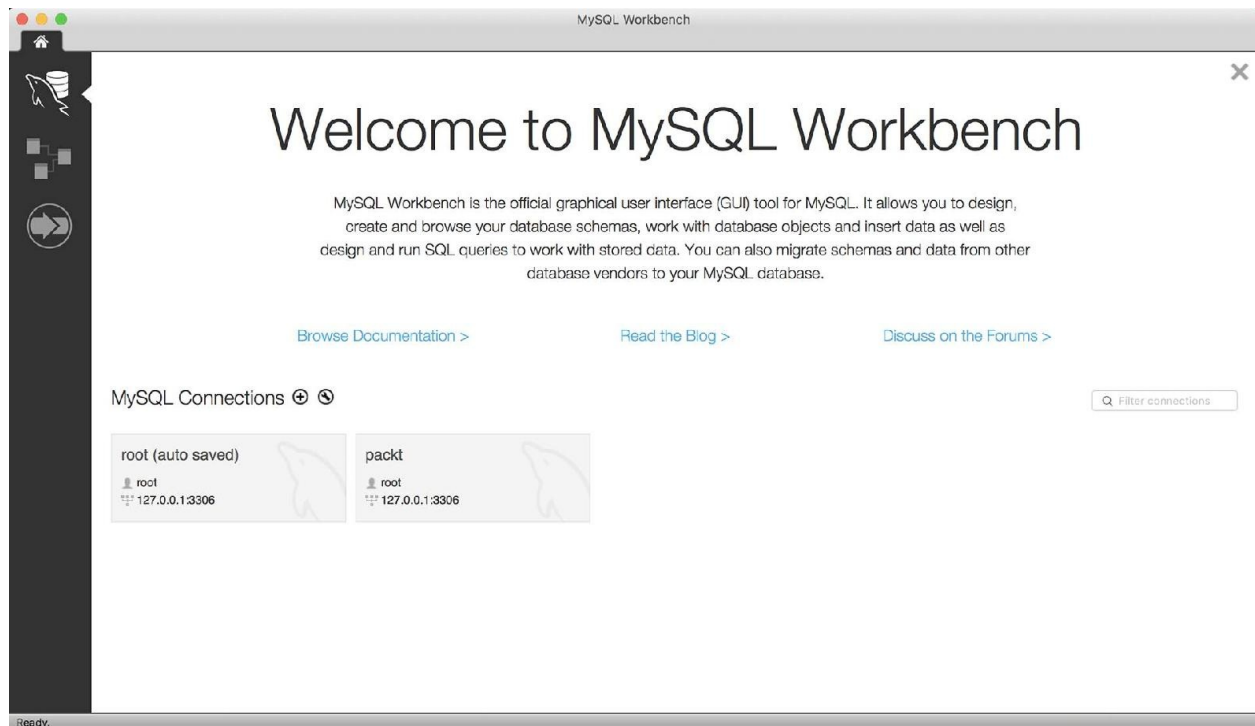 MySQL Workbench
Welcome to MySQL Workbench
MySQL Workbench is the official graphical user interface (GUI) tool for MySQL. It allows you to design,
create and browse your database schemas, work with database objects and insert data as well as
design and run SQL queries to work with stored data. You can also migrate schemas and data from other
database vendors to your MySQL database.
Browse Documentation > Read the Blog > Discuss on the Forums >
MySQL Connections
Filter connections
root (auto saved)
root
127.0.0.1:3306
packt
root
127.0.0.1:3306
Ready.